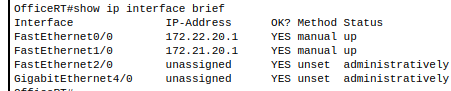 OfficeRT#show ip interface brief
Interface IP-Address OK? Method Status
FastEthernet0/0 172.22.20.1 YES manual up
FastEthernet1/0 172.21.20.1 YES manual up
FastEthernet2/0 unassigned YES unset administratively
GigabitEthernet4/0 unassigned YES unset administratively
OfficeRT#